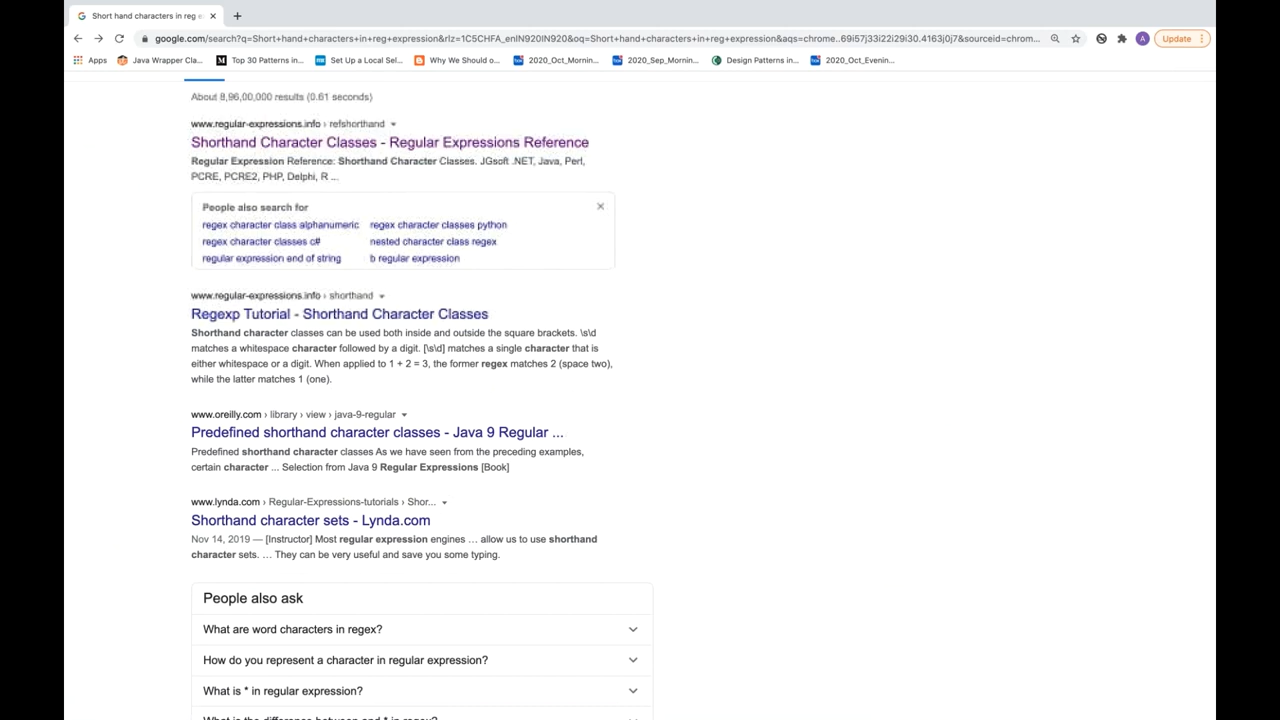 Short hand characters in reg e
google.com/search?q=Short+hand+characters+in+reg+expression&rlz=1C5CHFA_enIN920IN920&oq=Short+hand+characters+in+reg+expression&aqs=chrome..69i57j33i22i29i30.4163j0j7&sourceid=chrom...
Update
Apps Java Wrapper Cla... Top 30 Patterns in... Set Up a Local Sel... Why We Should o... 2020_Oct_Mornin... 2020_Sep_Mornin... Design Patterns in... 2020_Oct_Evenin...
About 8,96,00,000 results (0.61 seconds)
www.regular-expressions.info › refshorthand
Shorthand Character Classes - Regular Expressions Reference
Regular Expression Reference: Shorthand Character Classes. JGsoft .NET, Java, Perl,
PCRE, PCRE2, PHP, Delphi, R ...
People also search for
regex character class alphanumeric regex character classes python
regex character classes c# nested character class regex
regular expression end of string b regular expression
www.regular-expressions.info › shorthand
Regexp Tutorial - Shorthand Character Classes
Shorthand character classes can be used both inside and outside the square brackets. \s\d
matches a whitespace character followed by a digit. [\s\d] matches a single character that is
either whitespace or a digit. When applied to 1 + 2 = 3, the former regex matches 2 (space two),
while the latter matches 1 (one).
www.oreilly.com › library › view › java-9-regular
Predefined shorthand character classes - Java 9 Regular ...
Predefined shorthand character classes As we have seen from the preceding examples,
certain character ... Selection from Java 9 Regular Expressions [Book]
www.lynda.com › Regular-Expressions-tutorials › Shor...
Shorthand character sets - Lynda.com
Nov 14, 2019 — [Instructor] Most regular expression engines ... allow us to use shorthand
character sets. ... They can be very useful and save you some typing.
People also ask
What are word characters in regex?
How do you represent a character in regular expression?
What is * in regular expression?